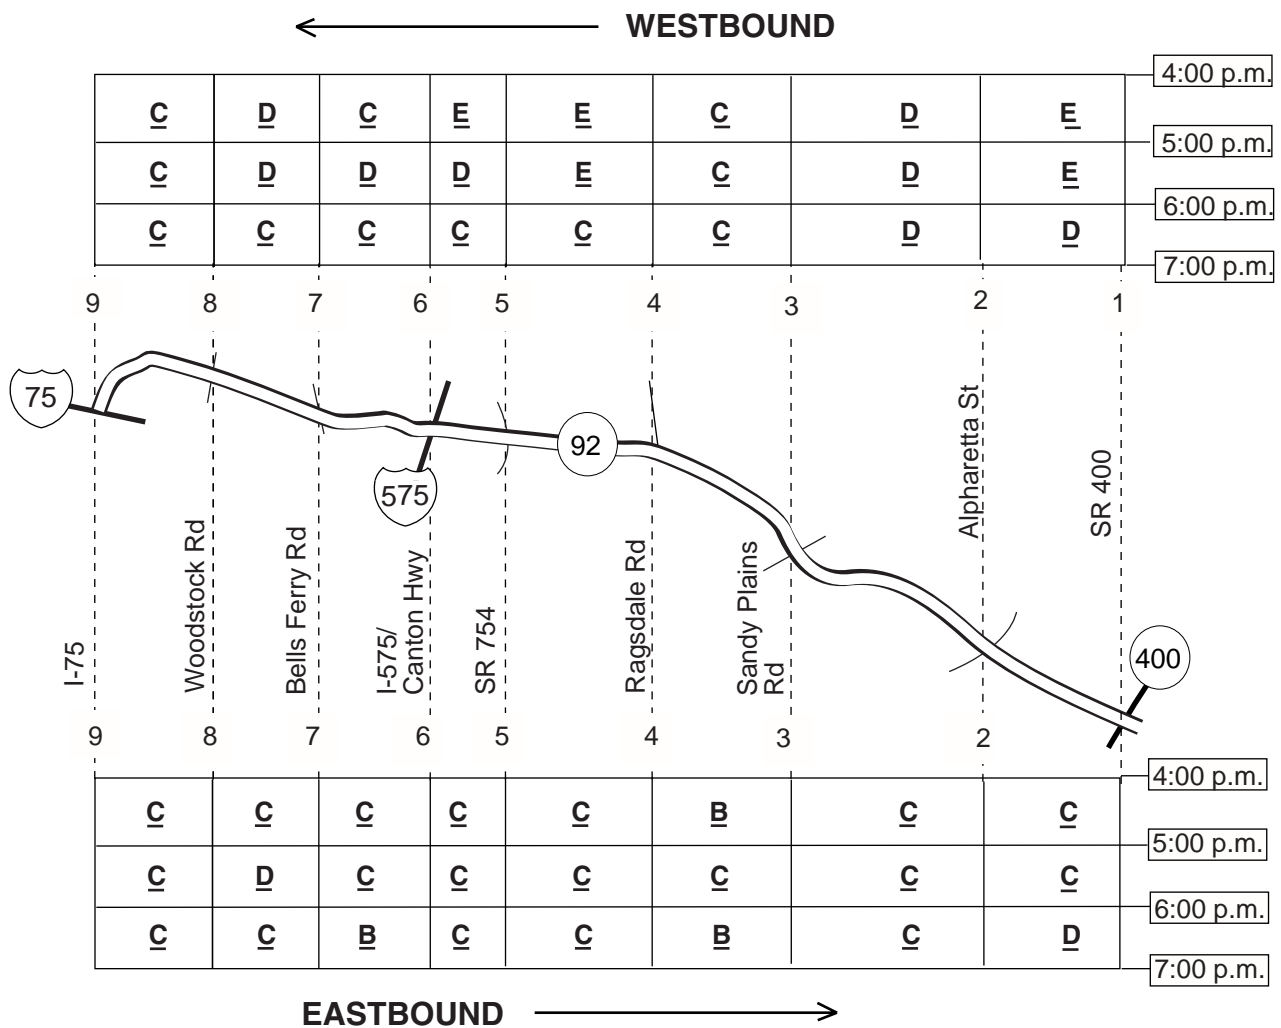 WESTBOUND
4:00 p.m.
C D C E E C D E
5:00 p.m.
C D D D E C D E
6:00 p.m.
C C C C C C D D
7:00 p.m.
9 8 7 6 5 4 3 2 1
75
92
575
400
I-75
Woodstock Rd
Bells Ferry Rd
I-575/
Canton Hwy
SR 754
Ragsdale Rd
Sandy Plains
Rd
Alpharetta St
SR 400
9 8 7 6 5 4 3 2
4:00 p.m.
C C C C C B C C
5:00 p.m.
C D C C C C C C
6:00 p.m.
C C B C C B C D
7:00 p.m.
EASTBOUND